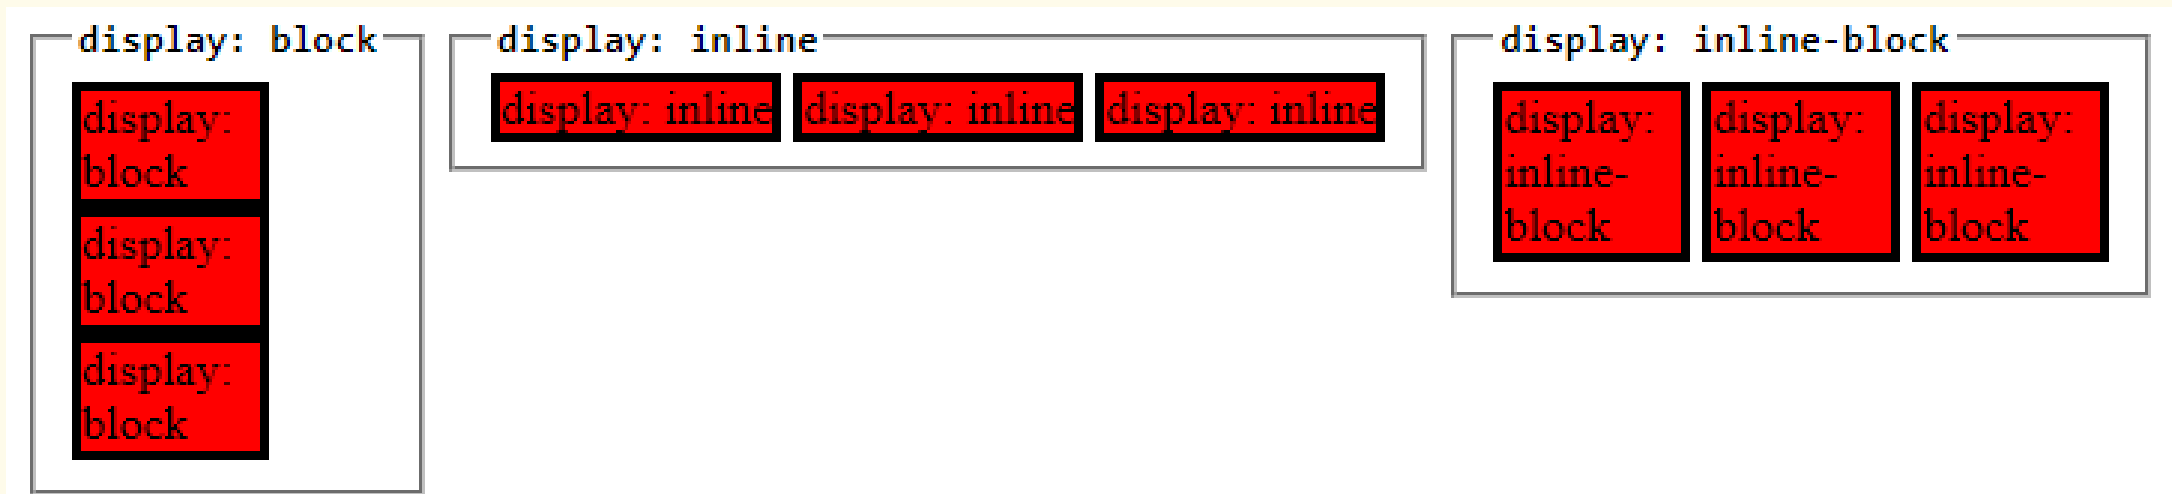 display: block
display:
block
display:
block
display:
block
display: inline
display: inline display: inline display: inline
display: inline-block
display:
inline-
block
display:
inline-
block
display:
inline-
block